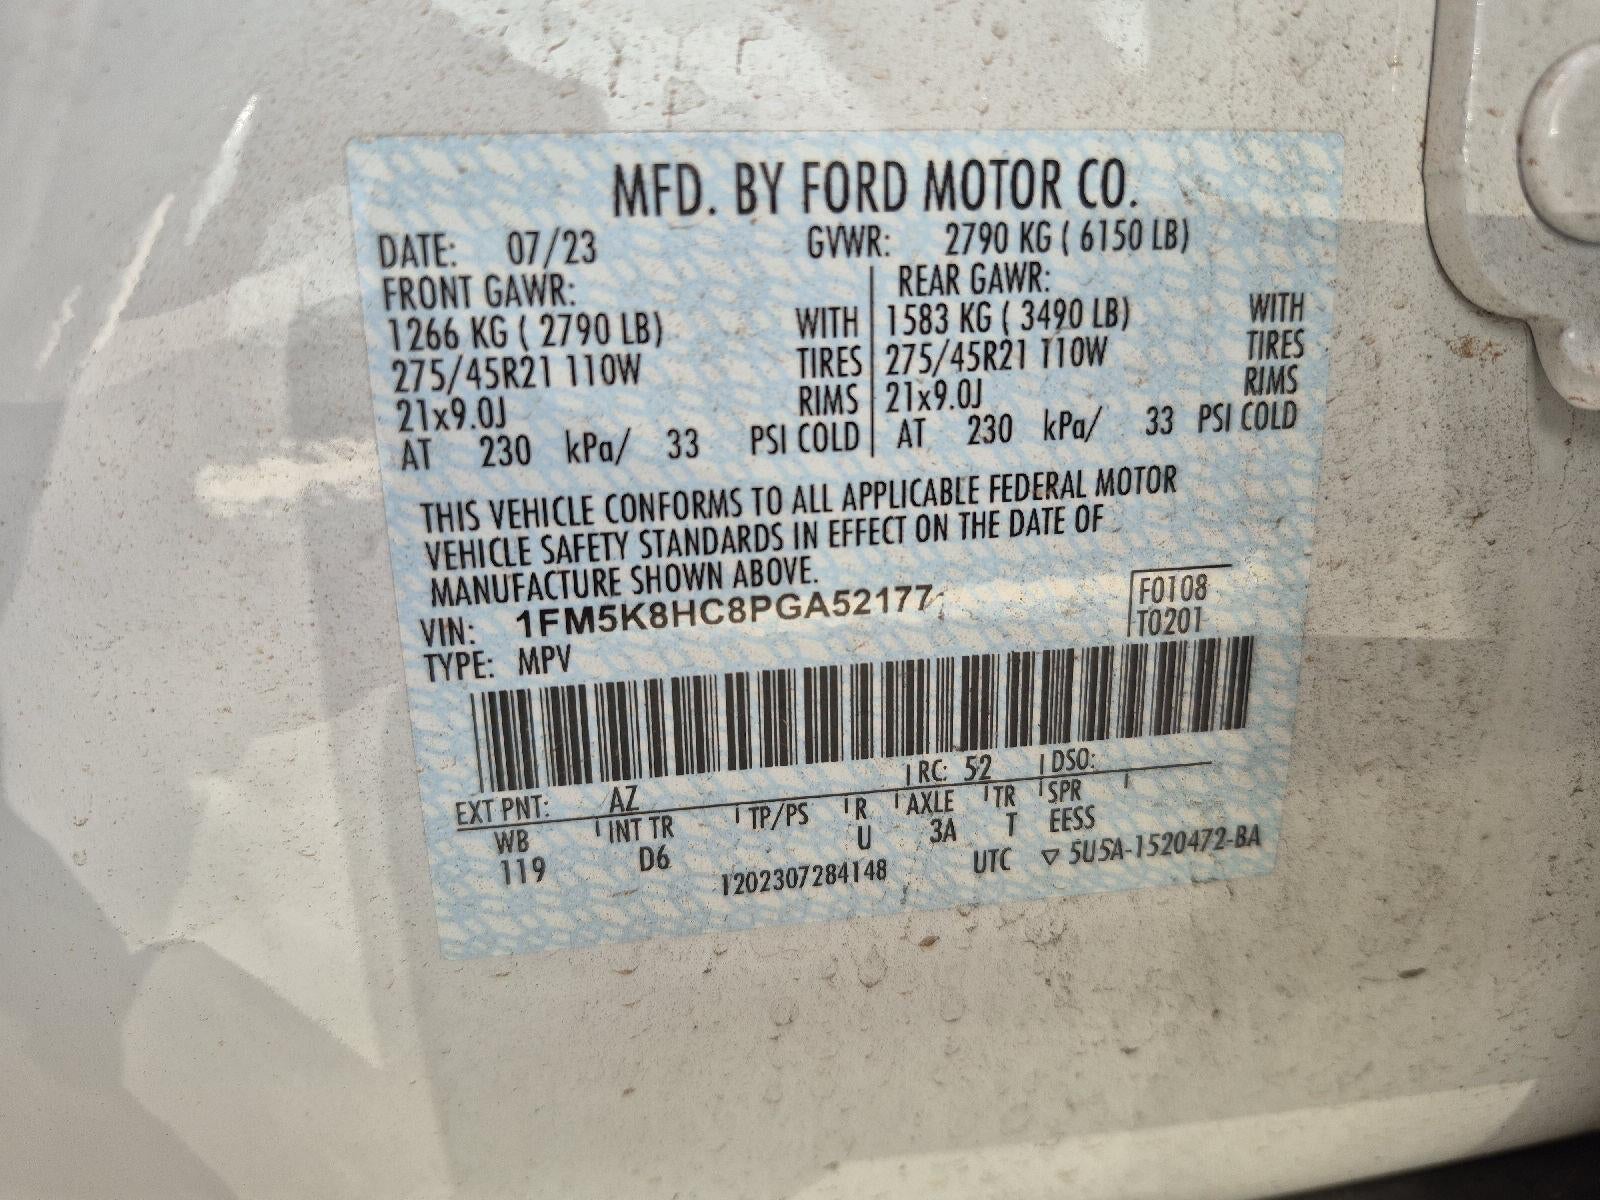 MFD. BY FORD MOTOR CO.
DATE: 07/23 GVWR: 2790 KG ( 6150 LB)
FRONT GAWR: REAR GAWR:
1266 KG ( 2790 LB) WITH 1583 KG ( 3490 LB) WITH
275/45R21 110W TIRES 275/45R21 110W TIRES
21x9.0J RIMS 21x9.0J RIMS
AT 230 kPa/ 33 PSI COLD AT 230 kPa/ 33 PSI COLD
THIS VEHICLE CONFORMS TO ALL APPLICABLE FEDERAL MOTOR
VEHICLE SAFETY STANDARDS IN EFFECT ON THE DATE OF
MANUFACTURE SHOWN ABOVE.
VIN: 1FM5K8HC8PGA52177 F0108
TYPE: MPV T0201
EXT PNT: AZ RC: 52 DSO:
WB INT TR TP/PS R AXLE TR SPR
119 D6 U 3A T EESS
1202307284148 UTC ▽ 5U5A-1520472-BA